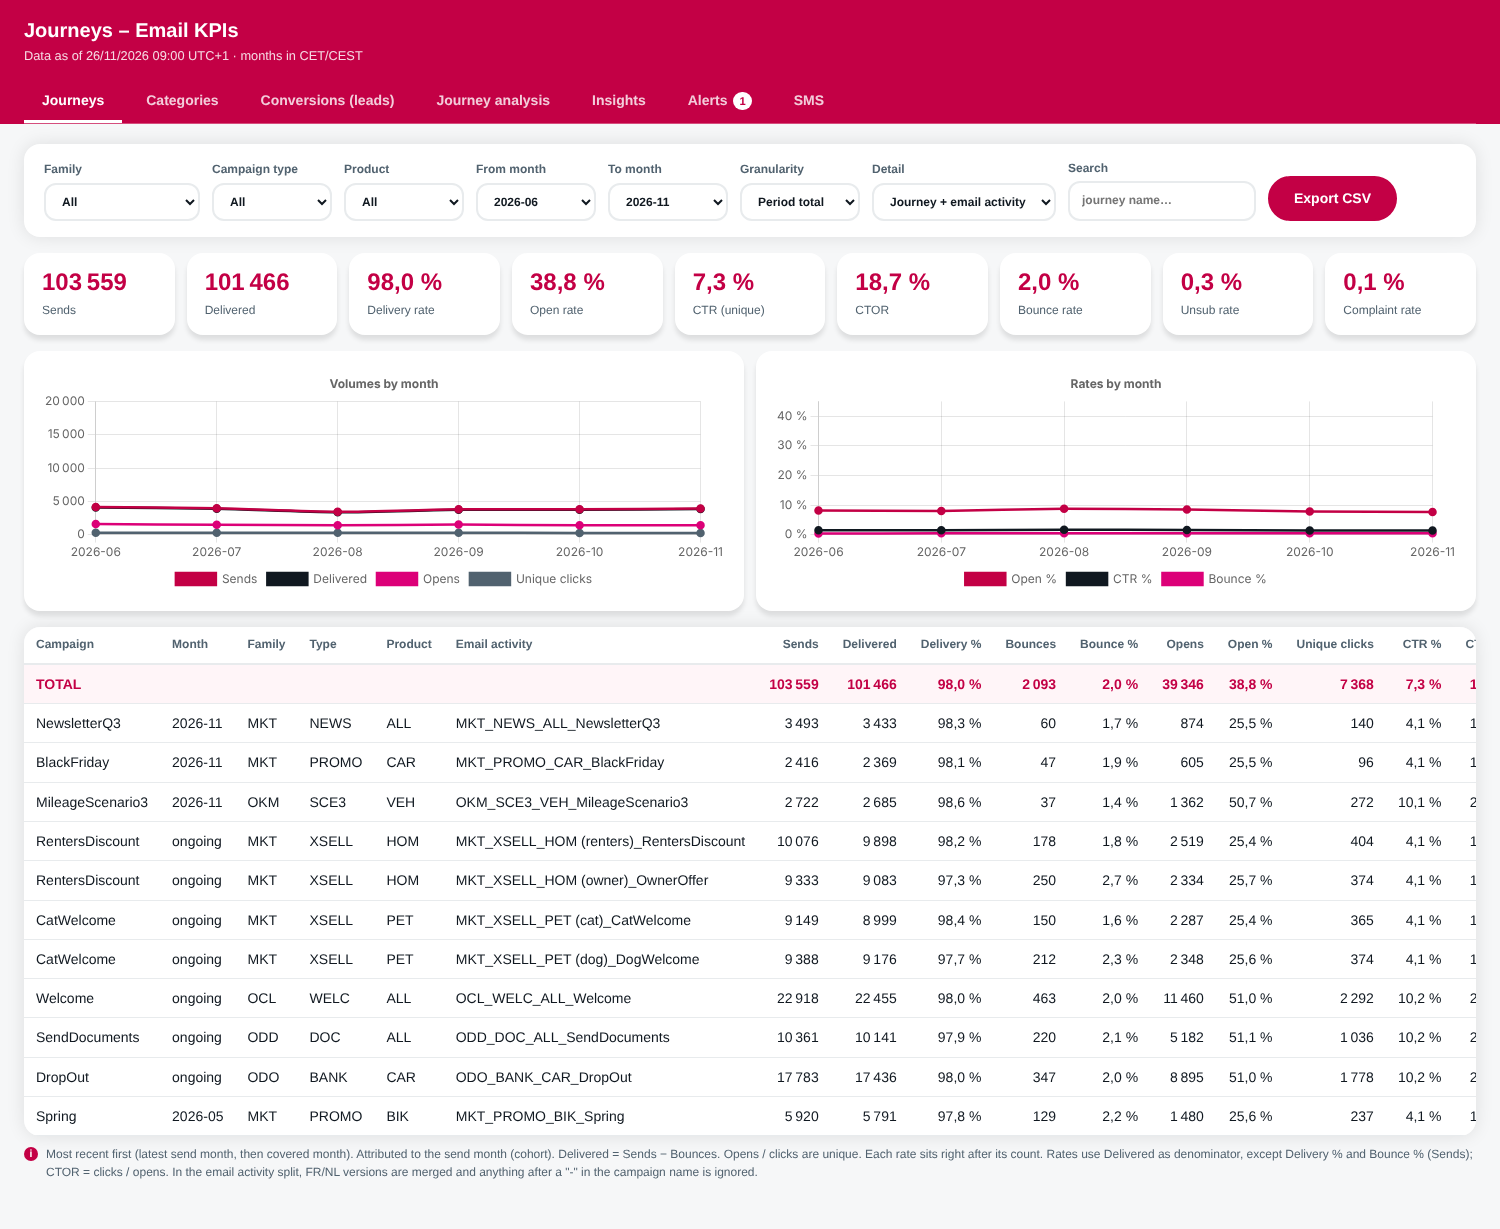 Journeys – Email KPIs
Data as of 26/11/2026 09:00 UTC+1 · months in CET/CEST
Journeys Categories Conversions (leads) Journey analysis Insights Alerts 1 SMS
Family Campaign type Product From month To month Granularity Detail Search
All All All 2026-06 2026-11 Period total Journey + email activity journey name... Export CSV
103 559 101 466 98,0 % 38,8 % 7,3 % 18,7 % 2,0 % 0,3 % 0,1 %
Sends Delivered Delivery rate Open rate CTR (unique) CTOR Bounce rate Unsub rate Complaint rate
Volumes by month
20 000
15 000
10 000
5 000
0
2026-06 2026-07 2026-08 2026-09 2026-10 2026-11
Sends Delivered Opens Unique clicks
Rates by month
40 %
30 %
20 %
10 %
0 %
2026-06 2026-07 2026-08 2026-09 2026-10 2026-11
Open % CTR % Bounce %
Campaign Month Family Type Product Email activity Sends Delivered Delivery % Bounces Bounce % Opens Open % Unique clicks CTR %
TOTAL 103 559 101 466 98,0 % 2 093 2,0 % 39 346 38,8 % 7 368 7,3 %
NewsletterQ3 2026-11 MKT NEWS ALL MKT_NEWS_ALL_NewsletterQ3 3 493 3 433 98,3 % 60 1,7 % 874 25,5 % 140 4,1 %
BlackFriday 2026-11 MKT PROMO CAR MKT_PROMO_CAR_BlackFriday 2 416 2 369 98,1 % 47 1,9 % 605 25,5 % 96 4,1 %
MileageScenario3 2026-11 OKM SCE3 VEH OKM_SCE3_VEH_MileageScenario3 2 722 2 685 98,6 % 37 1,4 % 1 362 50,7 % 272 10,1 %
RentersDiscount ongoing MKT XSELL HOM MKT_XSELL_HOM (renters)_RentersDiscount 10 076 9 898 98,2 % 178 1,8 % 2 519 25,4 % 404 4,1 %
RentersDiscount ongoing MKT XSELL HOM MKT_XSELL_HOM (owner)_OwnerOffer 9 333 9 083 97,3 % 250 2,7 % 2 334 25,7 % 374 4,1 %
CatWelcome ongoing MKT XSELL PET MKT_XSELL_PET (cat)_CatWelcome 9 149 8 999 98,4 % 150 1,6 % 2 287 25,4 % 365 4,1 %
CatWelcome ongoing MKT XSELL PET MKT_XSELL_PET (dog)_DogWelcome 9 388 9 176 97,7 % 212 2,3 % 2 348 25,6 % 374 4,1 %
Welcome ongoing OCL WELC ALL OCL_WELC_ALL_Welcome 22 918 22 455 98,0 % 463 2,0 % 11 460 51,0 % 2 292 10,2 %
SendDocuments ongoing ODD DOC ALL ODD_DOC_ALL_SendDocuments 10 361 10 141 97,9 % 220 2,1 % 5 182 51,1 % 1 036 10,2 %
DropOut ongoing ODO BANK CAR ODO_BANK_CAR_DropOut 17 783 17 436 98,0 % 347 2,0 % 8 895 51,0 % 1 778 10,2 %
Spring 2026-05 MKT PROMO BIK MKT_PROMO_BIK_Spring 5 920 5 791 97,8 % 129 2,2 % 1 480 25,6 % 237 4,1 %
i Most recent first (latest send month, then covered month). Attributed to the send month (cohort). Delivered = Sends − Bounces. Opens / clicks are unique. Each rate sits right after its count. Rates use Delivered as denominator, except Delivery % and Bounce % (Sends);
CTOR = clicks / opens. In the email activity split, FR/NL versions are merged and anything after a "-" in the campaign name is ignored.